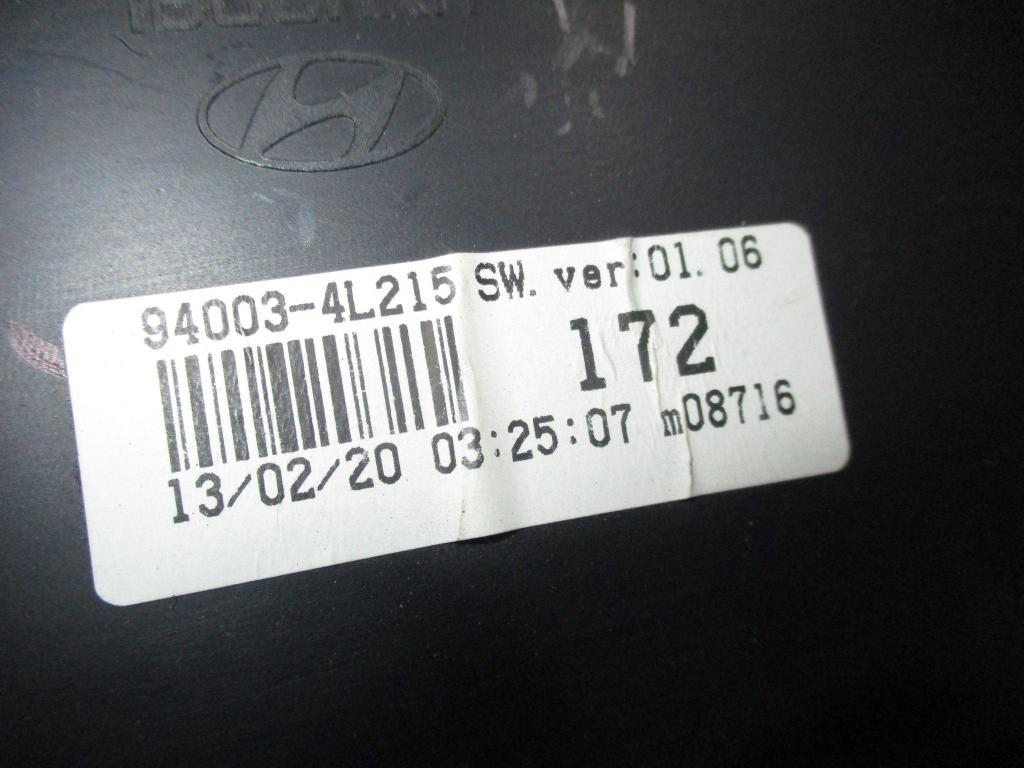 94003-4L215 SW. ver:01. 06
172
13/02/20 03:25:07 m08716